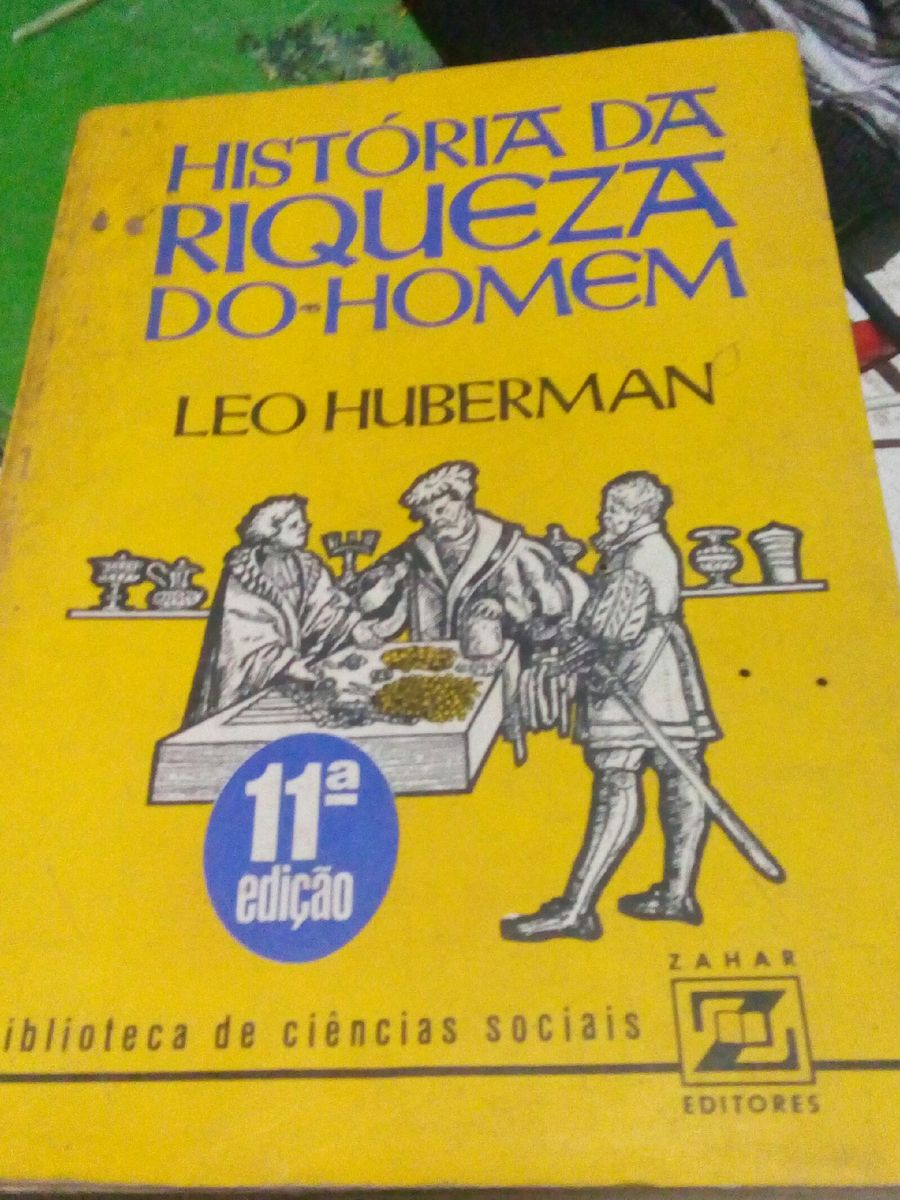 HISTÓRIA DA
RIQUEZA
DO HOMEM
LEO HUBERMAN
11ª
edição
iblioteca de ciências sociais
ZAHAR
EDITORES